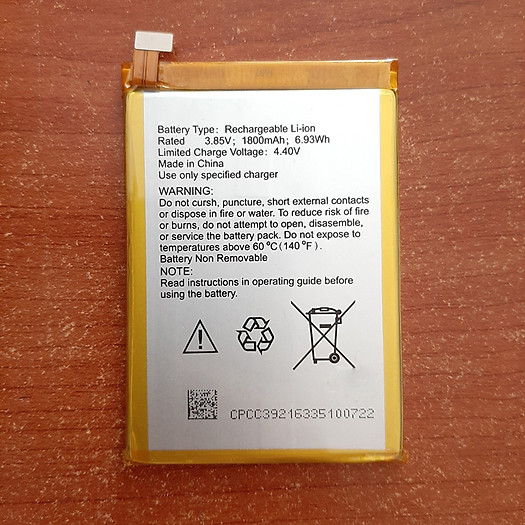 Battery Type: Rechargeable Li-ion
Rated 3.85V; 1800mAh; 6.93Wh
Limited Charge Voltage: 4.40V
Made in China
Use only specified charger
WARNING:
Do not cursh, puncture, short external contacts
or dispose in fire or water. To reduce risk of fire
or burns, do not attempt to open, disasemble,
or service the battery pack. Do not expose to
temperatures above 60℃(140℉).
Battery Non Removable
NOTE:
Read instructions in operating guide before
using the battery.
CPCC39216335100722